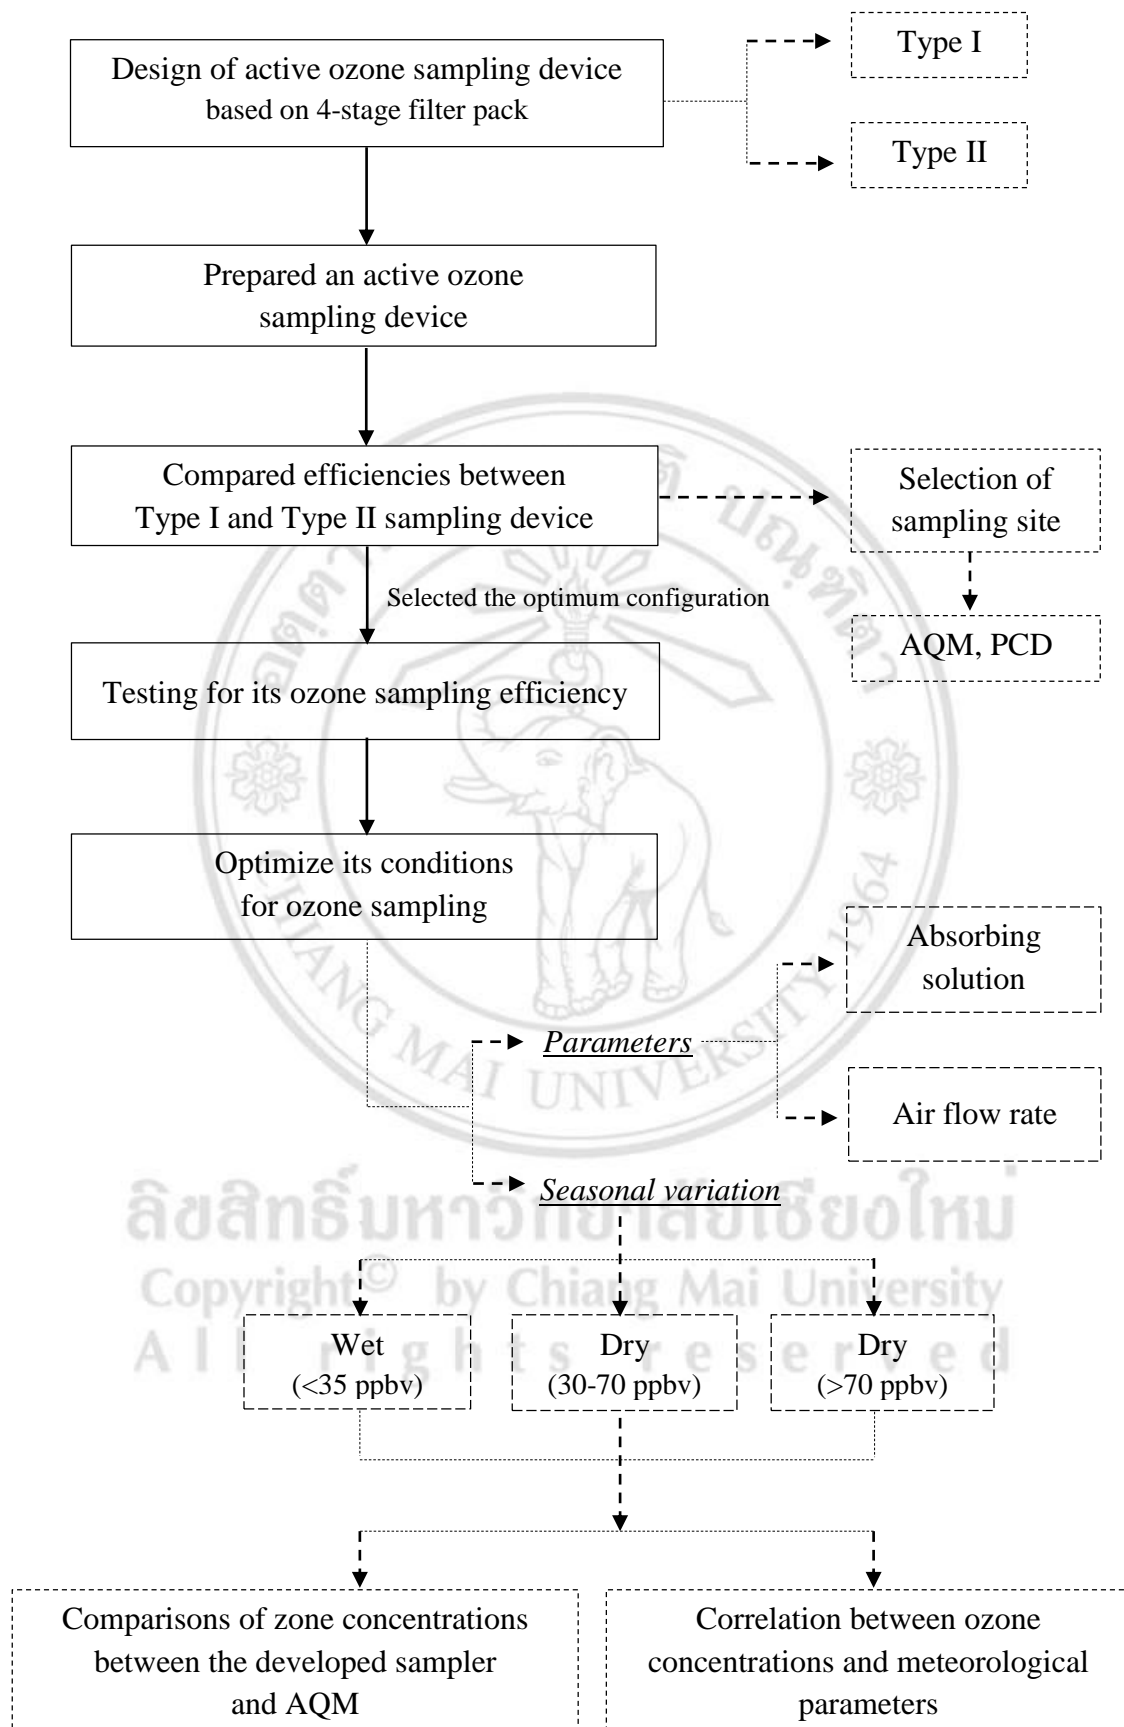 Design of active ozone sampling device
based on 4-stage filter pack
Type I
Type II
Prepared an active ozone
sampling device
Compared efficiencies between
Type I and Type II sampling device
Selection of
sampling site
Selected the optimum configuration
AQM, PCD
Testing for its ozone sampling efficiency
Optimize its conditions
for ozone sampling
Absorbing
solution
Parameters
Air flow rate
Seasonal variation
Wet
(<35 ppbv)
Dry
(30-70 ppbv)
Dry
(>70 ppbv)
Comparisons of zone concentrations
between the developed sampler
and AQM
Correlation between ozone
concentrations and meteorological
parameters
CHIANG MAI UNIVERSITY 1964
ลิขสิทธิ์มหาวิทยาลัยเชียงใหม่
Copyright© by Chiang Mai University
All rights reserved